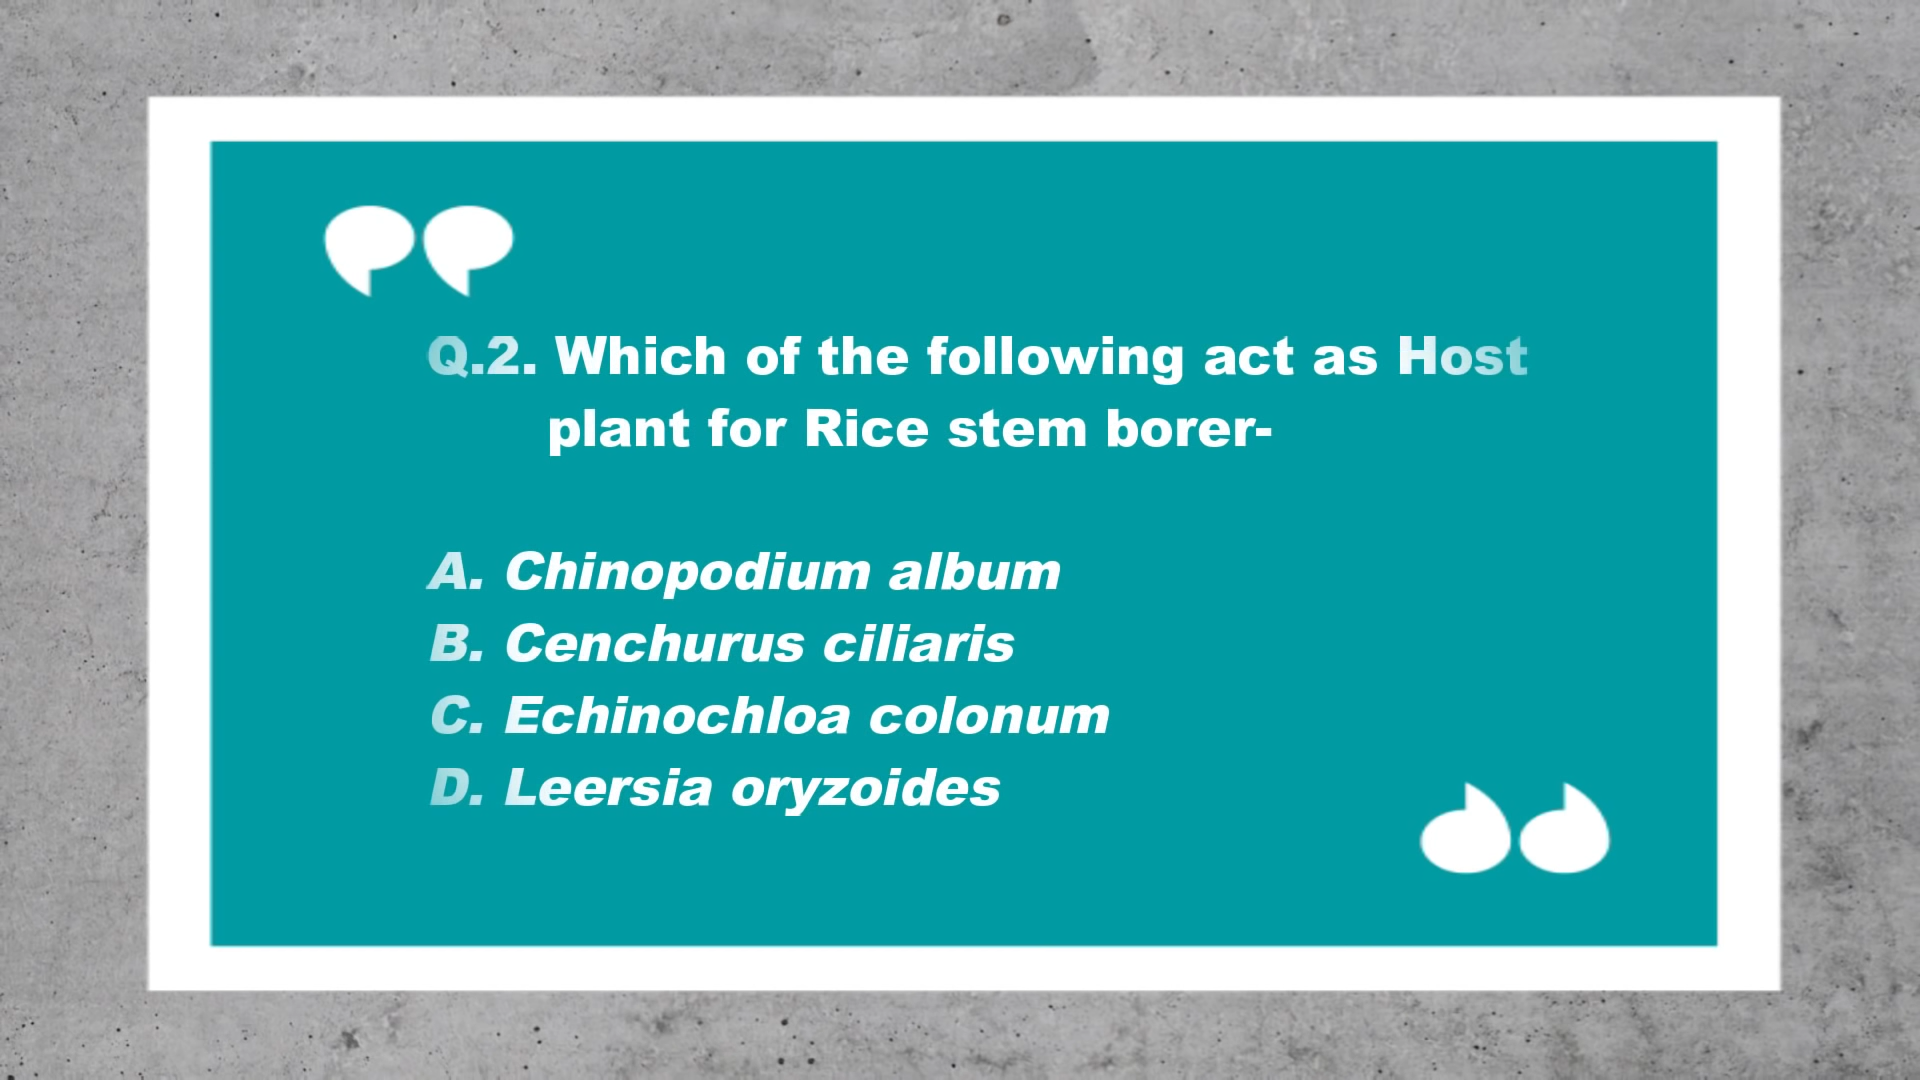 Q.2. Which of the following act as Host
plant for Rice stem borer-
A. Chinopodium album
B. Cenchurus ciliaris
C. Echinochloa colonum
D. Leersia oryzoides